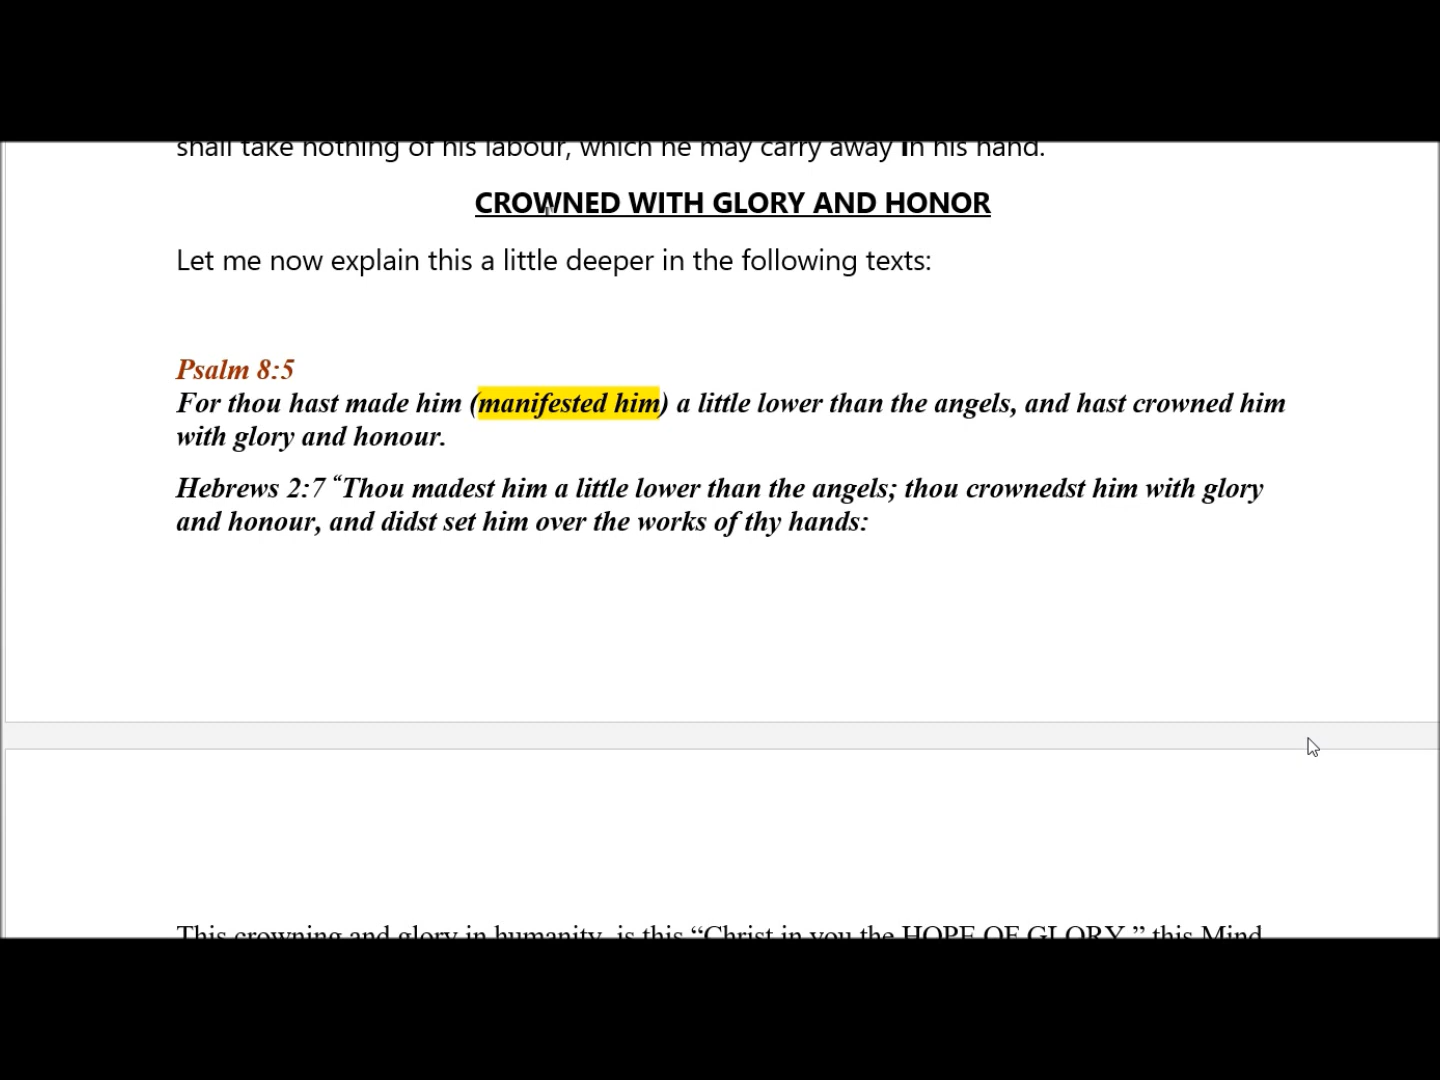 shall take nothing of his labour, which he may carry away in his hand.
CROWNED WITH GLORY AND HONOR
Let me now explain this a little deeper in the following texts:
Psalm 8:5
For thou hast made him (manifested him) a little lower than the angels, and hast crowned him
with glory and honour.
Hebrews 2:7 “Thou madest him a little lower than the angels; thou crownedst him with glory
and honour, and didst set him over the works of thy hands:
This crowning and glory in humanity, is this “Christ in you the HOPE OF GLORY,” this Mind